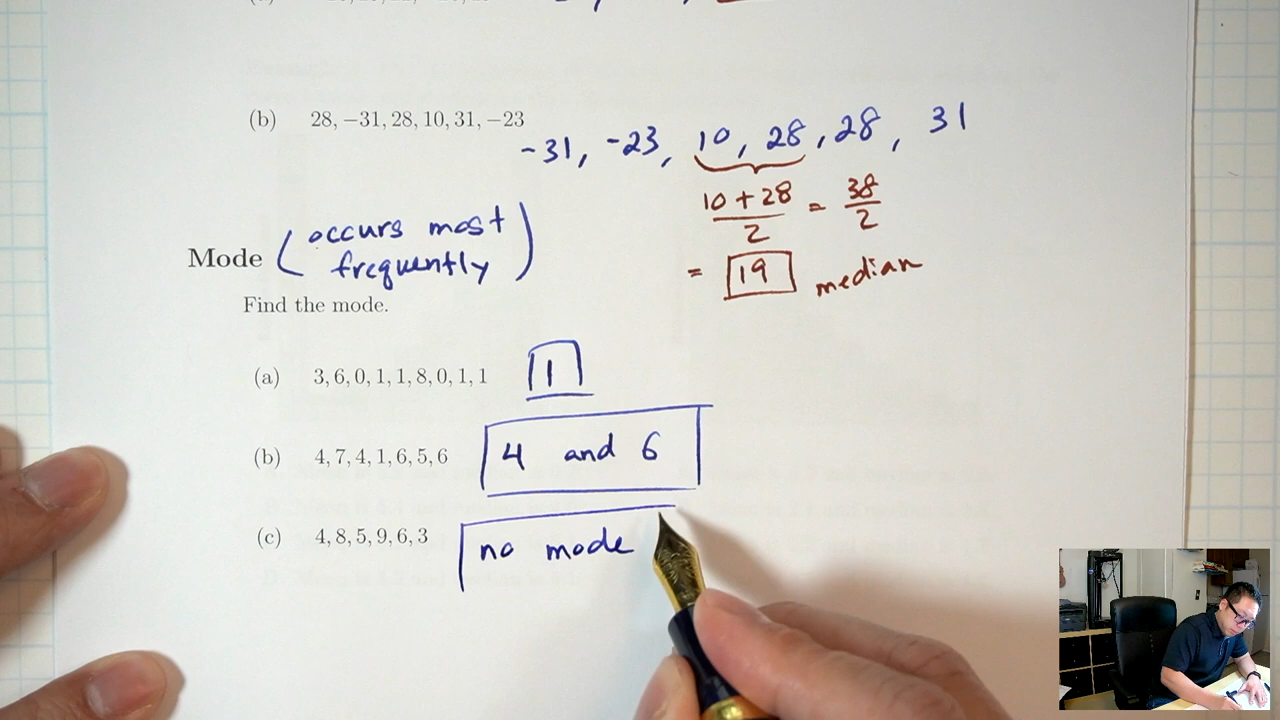 (b) 28, −31, 28, 10, 31, −23
-31, -23, 10, 28, 28, 31
10 + 28 / 2 = 38 / 2
= 19 median
Mode ( occurs most
frequently )
Find the mode.
(a) 3, 6, 0, 1, 1, 8, 0, 1, 1 1
(b) 4, 7, 4, 1, 6, 5, 6 4 and 6
(c) 4, 8, 5, 9, 6, 3 no mode